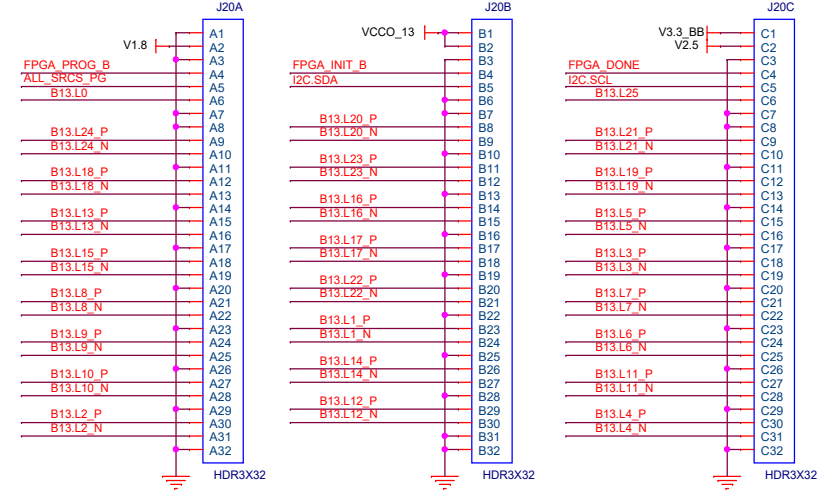 J20A
V1.8
FPGA_PROG_B
ALL_SRCS_PG
B13.L0
B13.L24_P
B13.L24_N
B13.L18_P
B13.L18_N
B13.L13_P
B13.L13_N
B13.L15_P
B13.L15_N
B13.L8_P
B13.L8_N
B13.L9_P
B13.L9_N
B13.L10_P
B13.L10_N
B13.L2_P
B13.L2_N
A1
A2
A3
A4
A5
A6
A7
A8
A9
A10
A11
A12
A13
A14
A15
A16
A17
A18
A19
A20
A21
A22
A23
A24
A25
A26
A27
A28
A29
A30
A31
A32
HDR3X32
J20B
VCCO_13
FPGA_INIT_B
I2C.SDA
B13.L20_P
B13.L20_N
B13.L23_P
B13.L23_N
B13.L16_P
B13.L16_N
B13.L17_P
B13.L17_N
B13.L22_P
B13.L22_N
B13.L1_P
B13.L1_N
B13.L14_P
B13.L14_N
B13.L12_P
B13.L12_N
B1
B2
B3
B4
B5
B6
B7
B8
B9
B10
B11
B12
B13
B14
B15
B16
B17
B18
B19
B20
B21
B22
B23
B24
B25
B26
B27
B28
B29
B30
B31
B32
HDR3X32
J20C
V3.3_BB
V2.5
FPGA_DONE
I2C.SCL
B13.L25
B13.L21_P
B13.L21_N
B13.L19_P
B13.L19_N
B13.L5_P
B13.L5_N
B13.L3_P
B13.L3_N
B13.L7_P
B13.L7_N
B13.L6_P
B13.L6_N
B13.L11_P
B13.L11_N
B13.L4_P
B13.L4_N
C1
C2
C3
C4
C5
C6
C7
C8
C9
C10
C11
C12
C13
C14
C15
C16
C17
C18
C19
C20
C21
C22
C23
C24
C25
C26
C27
C28
C29
C30
C31
C32
HDR3X32